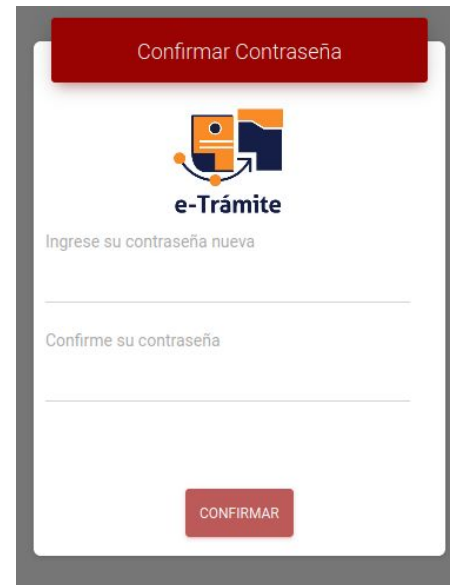 Confirmar Contraseña
e-Trámite
Ingrese su contraseña nueva
Confirme su contraseña
CONFIRMAR